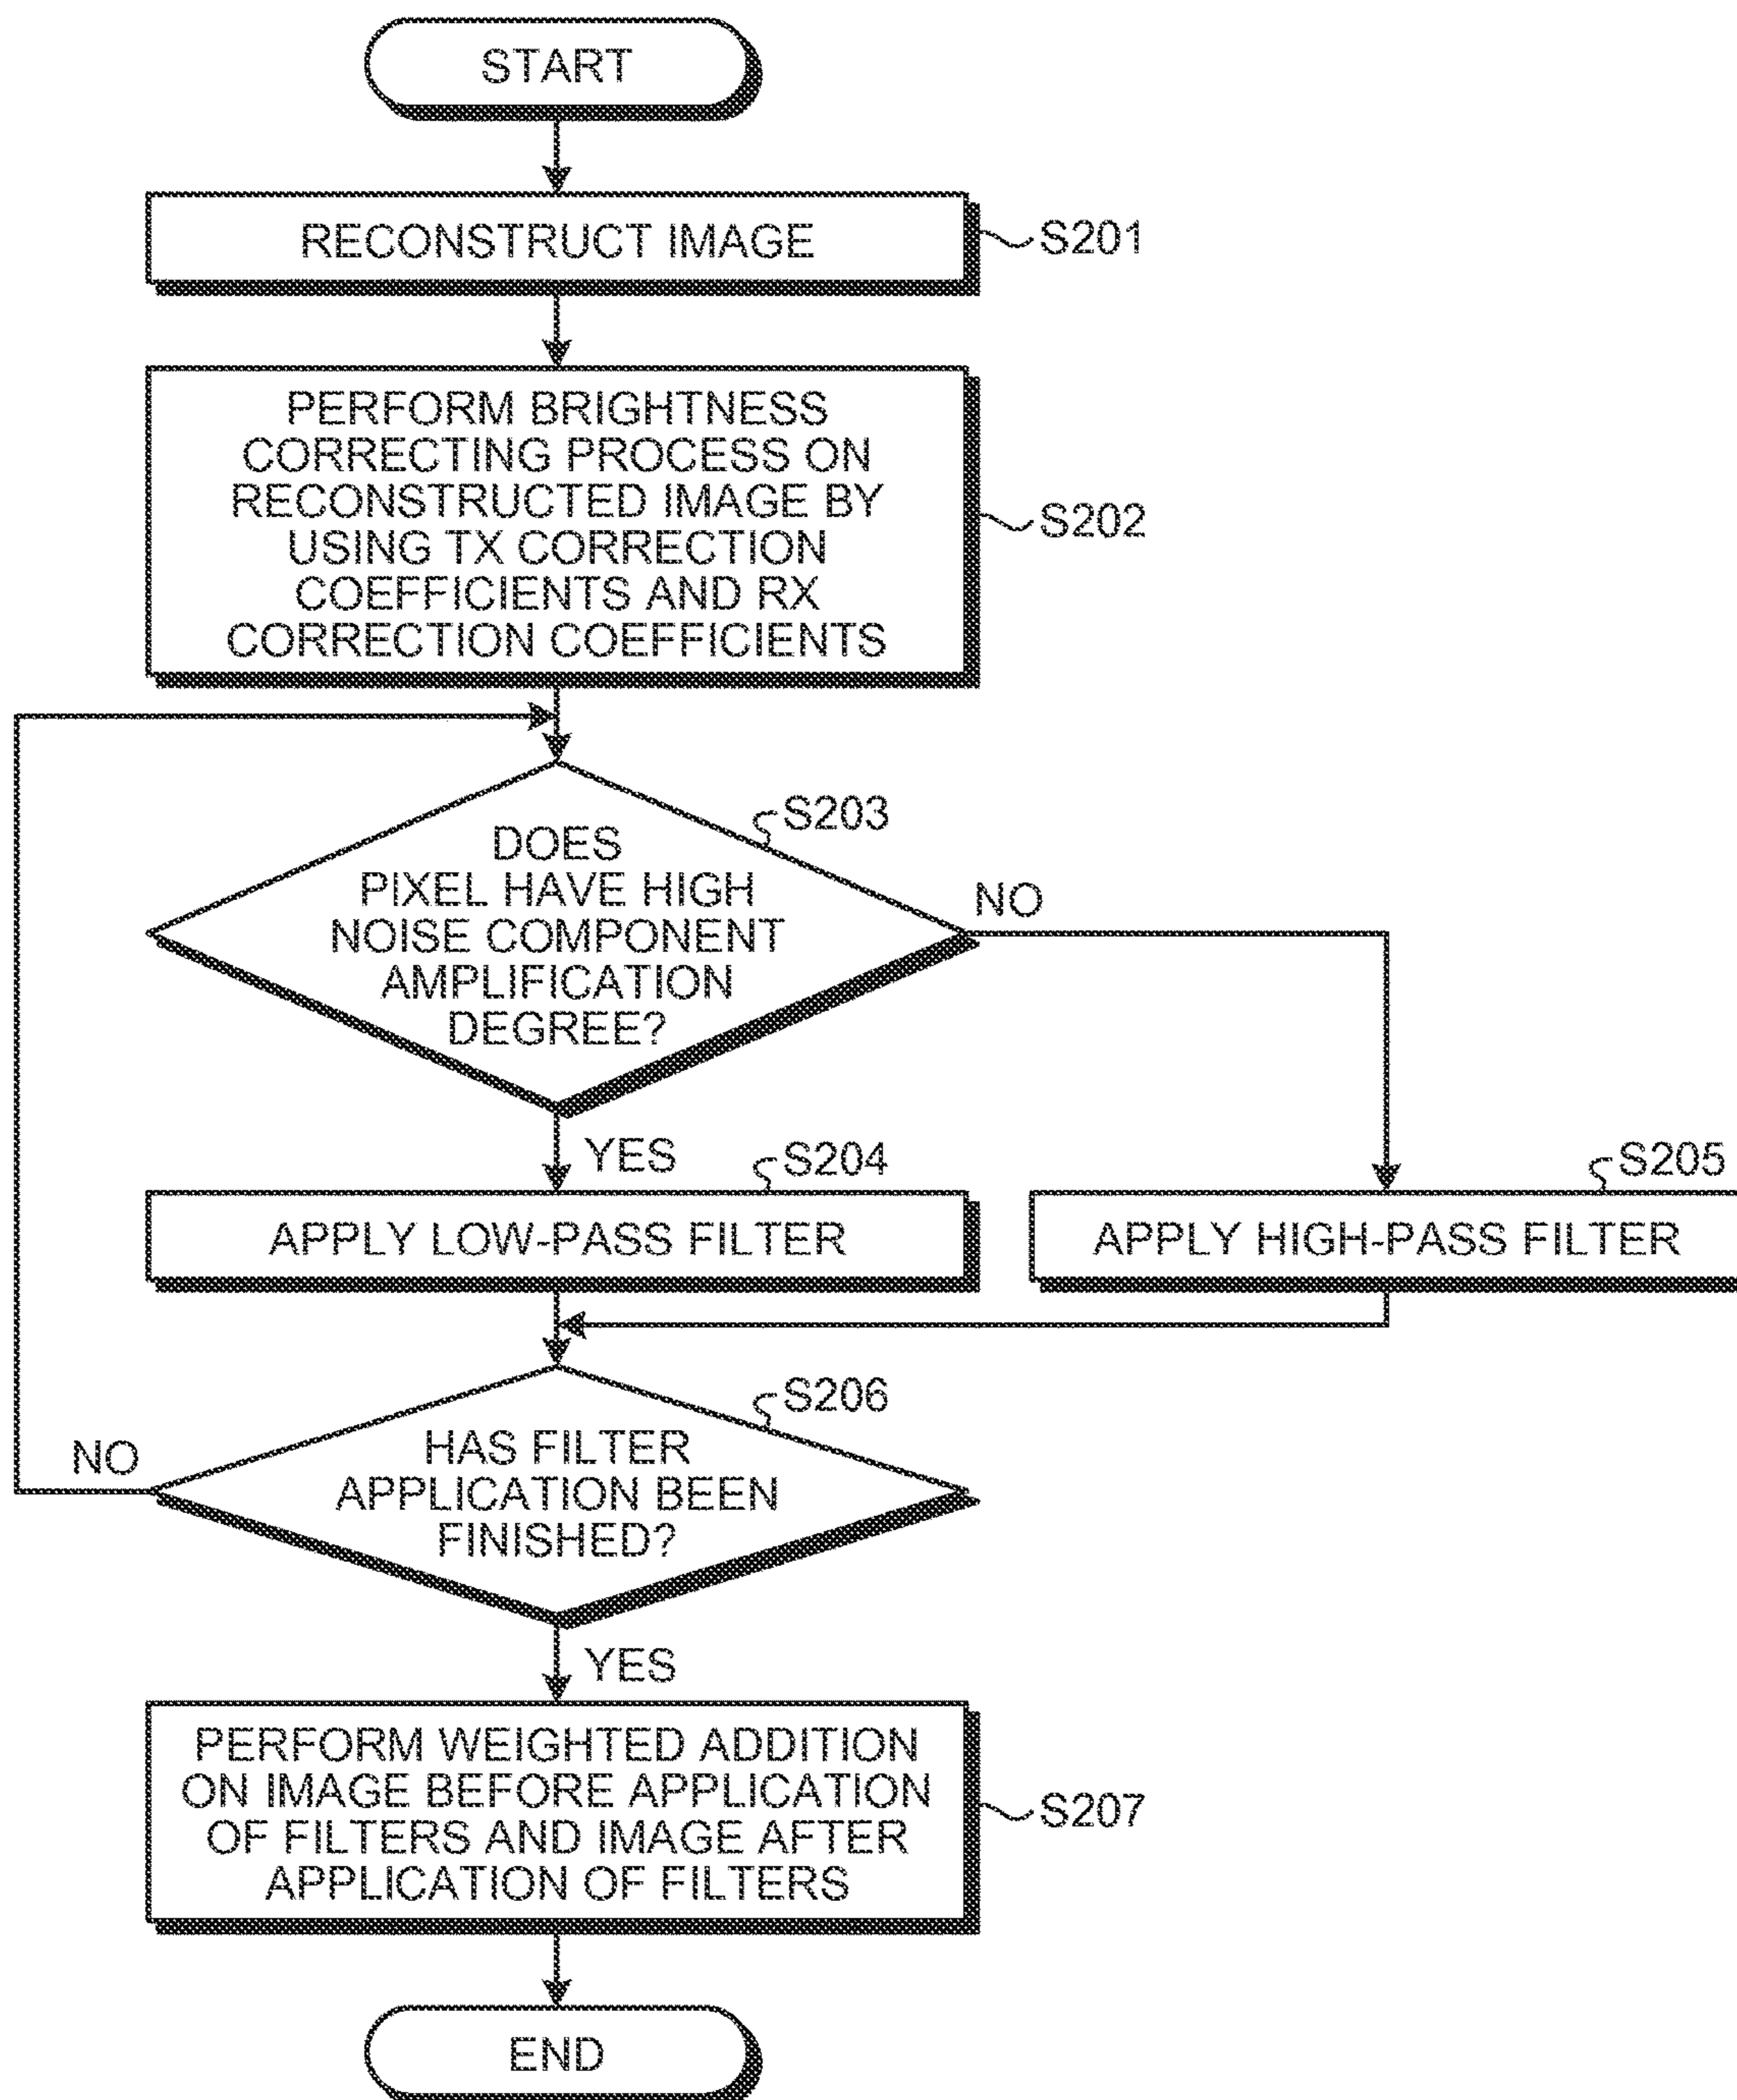 START
RECONSTRUCT IMAGE
S201
PERFORM BRIGHTNESS
CORRECTING PROCESS ON
RECONSTRUCTED IMAGE BY
USING TX CORRECTION
COEFFICIENTS AND RX
CORRECTION COEFFICIENTS
S202
S203
DOES
PIXEL HAVE HIGH
NOISE COMPONENT
AMPLIFICATION
DEGREE?
NO
YES
S204
APPLY LOW-PASS FILTER
S205
APPLY HIGH-PASS FILTER
S206
HAS FILTER
APPLICATION BEEN
FINISHED?
NO
YES
PERFORM WEIGHTED ADDITION
ON IMAGE BEFORE APPLICATION
OF FILTERS AND IMAGE AFTER
APPLICATION OF FILTERS
S207
END